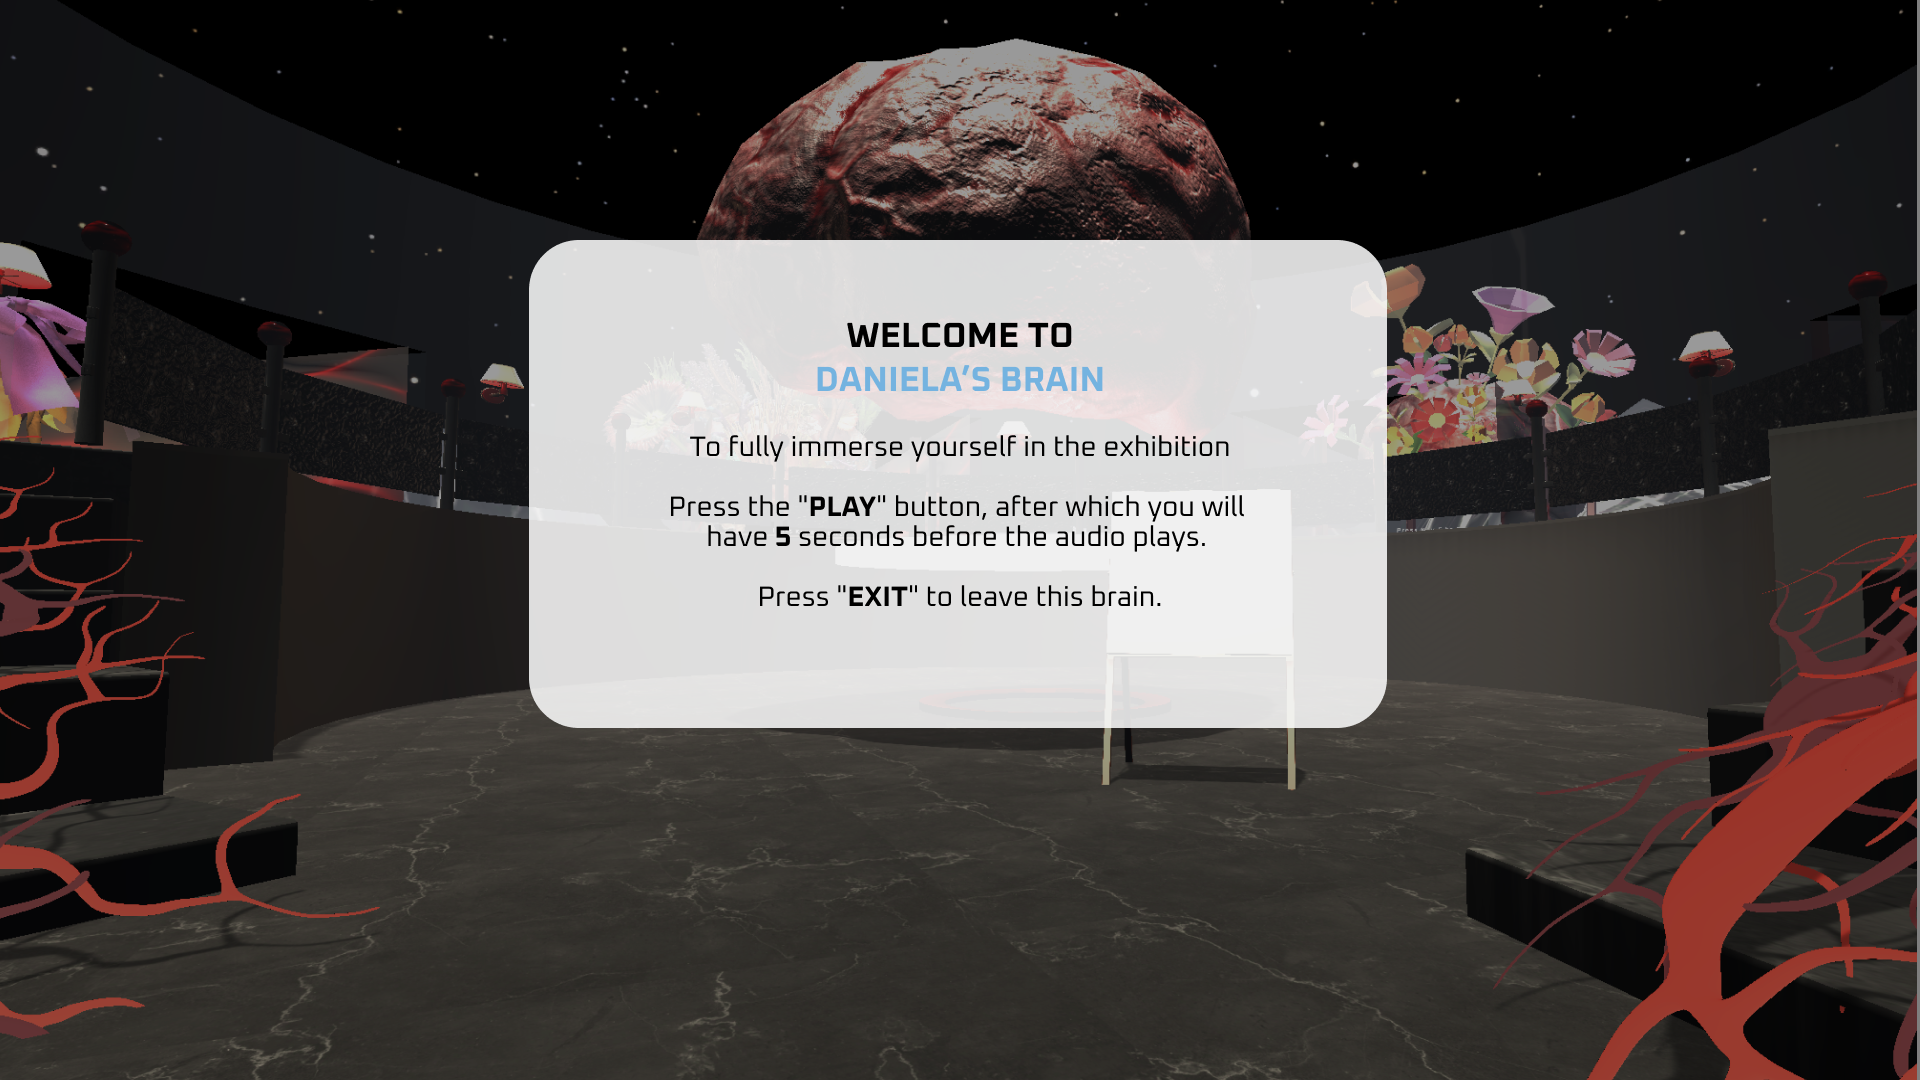 WELCOME TO
DANIELA'S BRAIN
To fully immerse yourself in the exhibition
Press the "PLAY" button, after which you will
have 5 seconds before the audio plays.
Press "EXIT" to leave this brain.